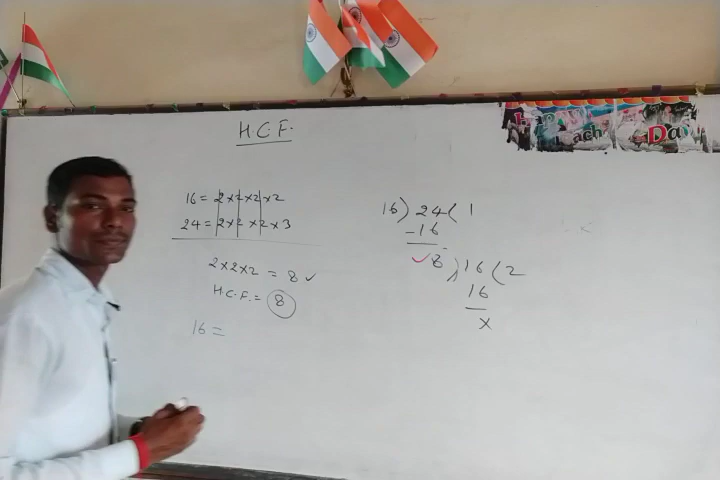 H.C.F.
16 = 2×2×2×2
24 = 2×2×2×3
2×2×2 = 8 ✓
H.C.F. = 8
16 =
16) 24 ( 1
-16
✓ 8) 16 ( 2
16
x
Day